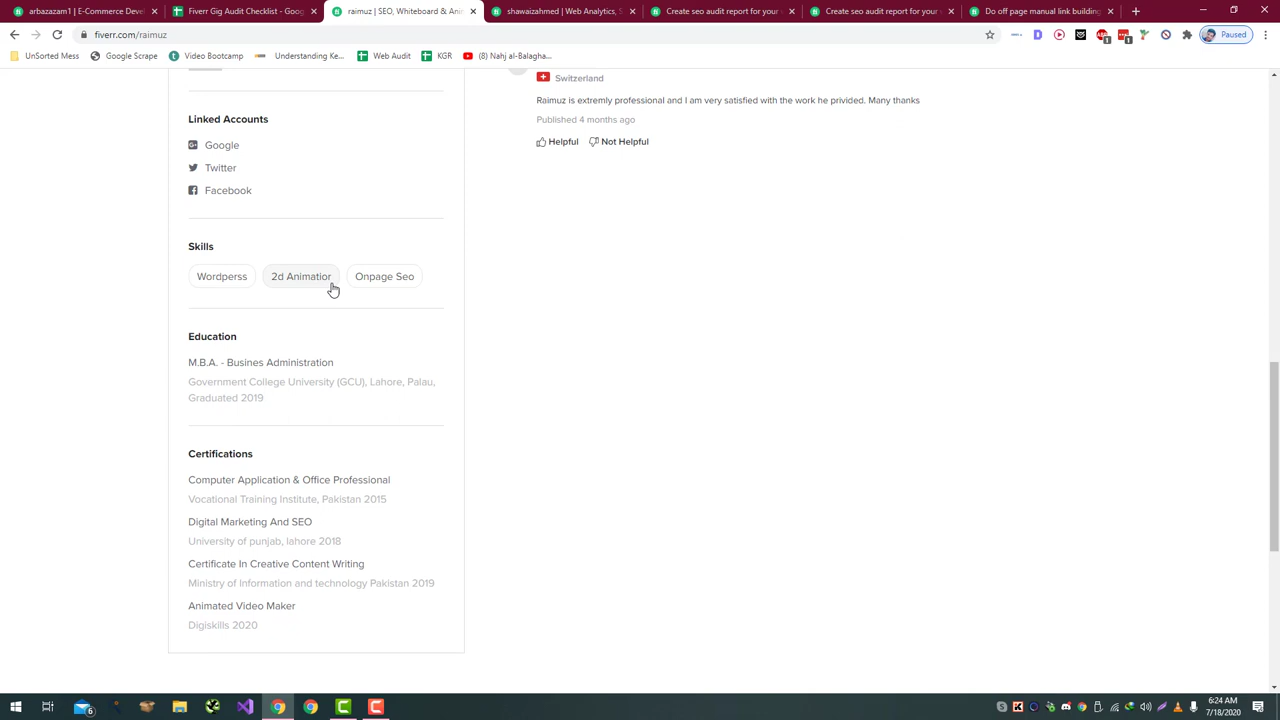 arbazazam1 | E-Commerce Devel
Fiverr Gig Audit Checklist - Goog
raimuz | SEO, Whiteboard & Anim
shawaizahmed | Web Analytics, S
Create seo audit report for your
Create seo audit report for your
Do off page manual link building
fiverr.com/raimuz
Paused
UnSorted Mess
Google Scrape
Video Bootcamp
Understanding Ke...
Web Audit
KGR
(8) Nahj al-Balagha...
Switzerland
Raimuz is extremly professional and I am very satisfied with the work he privided. Many thanks
Published 4 months ago
Helpful
Not Helpful
Linked Accounts
Google
Twitter
Facebook
Skills
Wordperss
2d Animatior
Onpage Seo
Education
M.B.A. - Busines Administration
Government College University (GCU), Lahore, Palau,
Graduated 2019
Certifications
Computer Application & Office Professional
Vocational Training Institute, Pakistan 2015
Digital Marketing And SEO
University of punjab, lahore 2018
Certificate In Creative Content Writing
Ministry of Information and technology Pakistan 2019
Animated Video Maker
Digiskills 2020
6:24 AM
7/18/2020